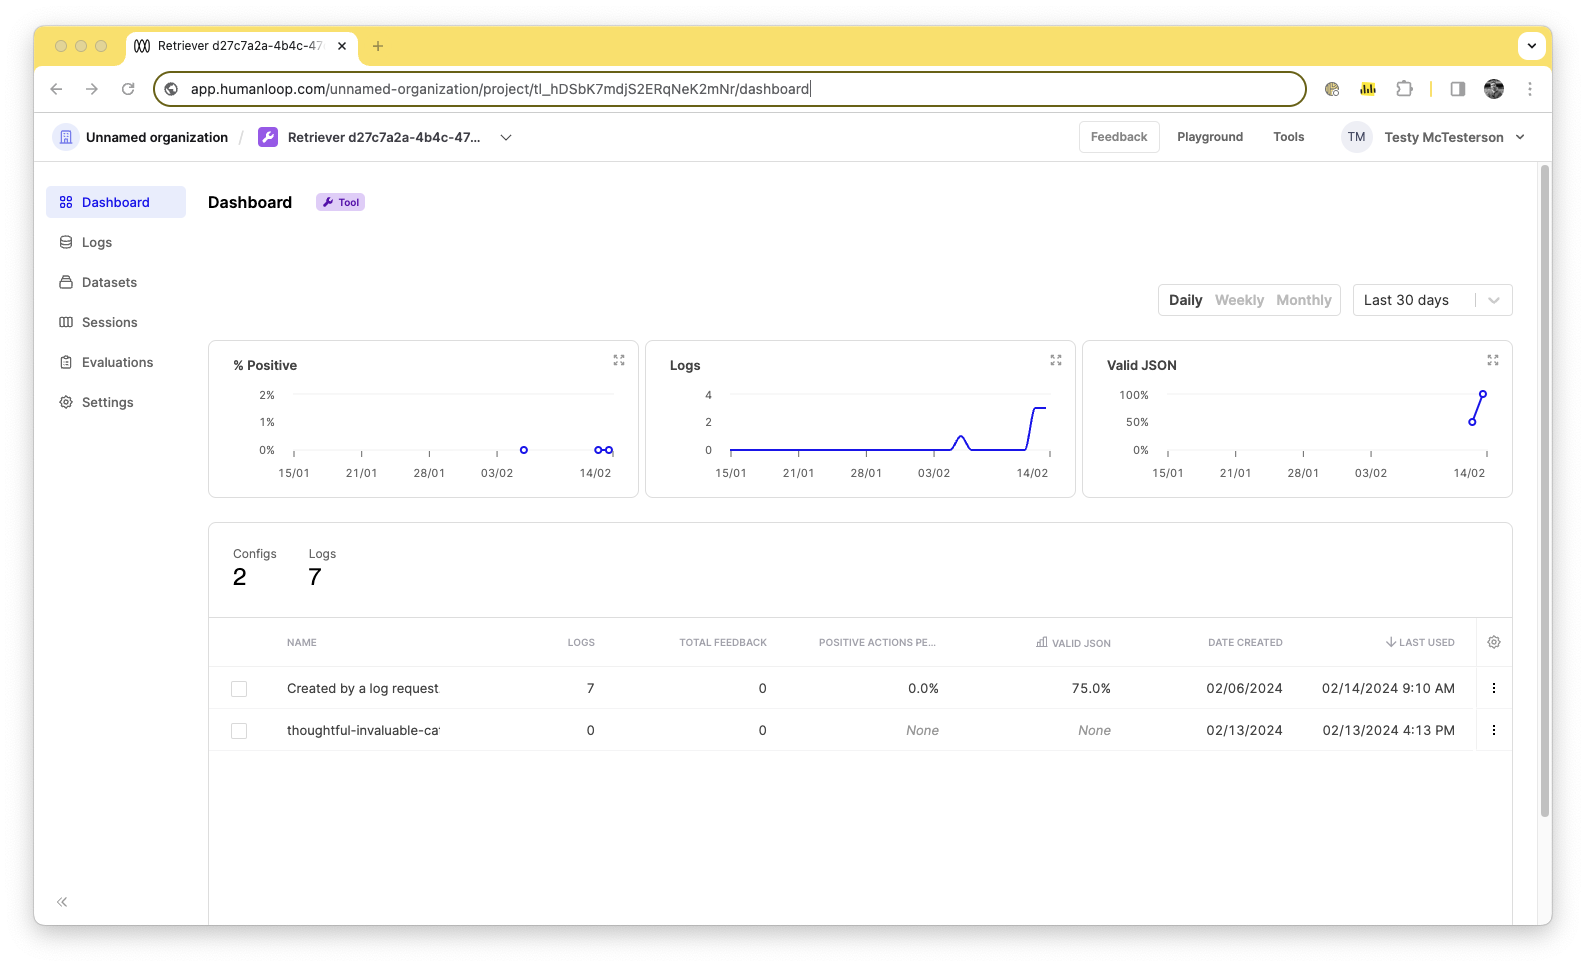 Retriever d27c7a2a-4b4c-47
app.humanloop.com/unnamed-organization/project/tl_hDSbK7mdjS2ERqNeK2mNr/dashboard
Unnamed organization / Retriever d27c7a2a-4b4c-47... Feedback Playground Tools TM Testy McTesterson
Dashboard
Logs
Datasets
Sessions
Evaluations
Settings
Dashboard Tool
Daily Weekly Monthly Last 30 days
% Positive
2%
1%
0%
15/01 21/01 28/01 03/02 14/02
Logs
4
2
0
15/01 21/01 28/01 03/02 14/02
Valid JSON
100%
50%
0%
15/01 21/01 28/01 03/02 14/02
Configs Logs
2 7
NAME LOGS TOTAL FEEDBACK POSITIVE ACTIONS PE... VALID JSON DATE CREATED LAST USED
Created by a log request 7 0 0.0% 75.0% 02/06/2024 02/14/2024 9:10 AM
thoughtful-invaluable-ca 0 0 None None 02/13/2024 02/13/2024 4:13 PM